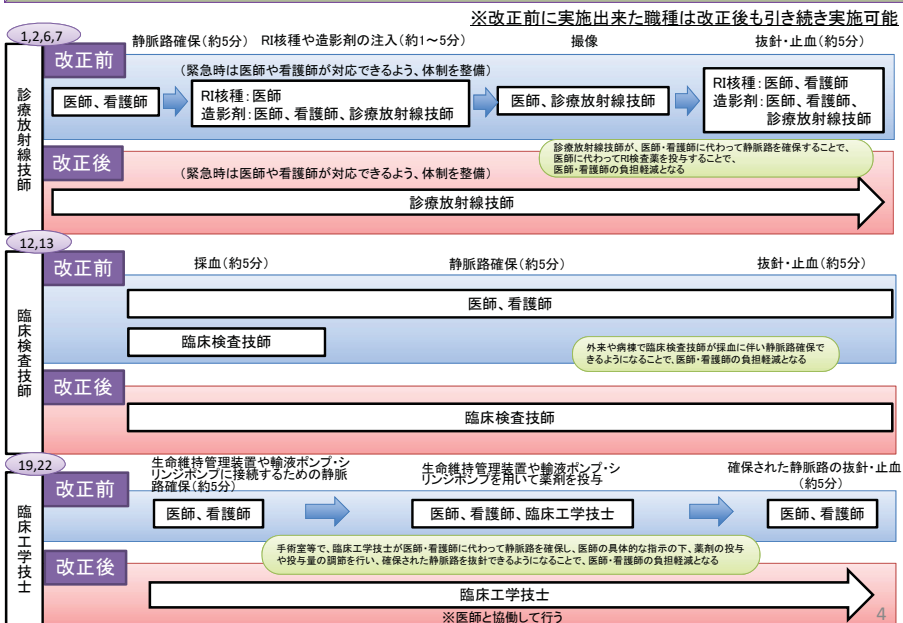 ※改正前に実施出来た職種は改正後も引き続き実施可能
1,2,6,7
診療放射線技師
改正前
静脈路確保(約5分)
RI核種や造影剤の注入(約1～5分)
撮像
抜針・止血(約5分)
(緊急時は医師や看護師が対応できるよう、体制を整備)
医師、看護師
RI核種：医師
造影剤：医師、看護師、診療放射線技師
医師、診療放射線技師
RI核種：医師、看護師
造影剤：医師、看護師、
診療放射線技師
改正後
(緊急時は医師や看護師が対応できるよう、体制を整備)
診療放射線技師が、医師・看護師に代わって静脈路を確保することで、
医師に代わってRI検査薬を投与することで、
医師・看護師の負担軽減となる
診療放射線技師
12,13
臨床検査技師
改正前
採血(約5分)
静脈路確保(約5分)
抜針・止血(約5分)
医師、看護師
臨床検査技師
外来や病棟で臨床検査技師が採血に伴い静脈路確保で
きるようになることで、医師・看護師の負担軽減となる
改正後
臨床検査技師
19,22
臨床工学技士
改正前
生命維持管理装置や輸液ポンプ・シ
リンジポンプに接続するための静脈
路確保(約5分)
生命維持管理装置や輸液ポンプ・シ
リンジポンプを用いて薬剤を投与
確保された静脈路の抜針・止血
(約5分)
医師、看護師
医師、看護師、臨床工学技士
医師、看護師
手術室等で、臨床工学技士が医師・看護師に代わって静脈路を確保し、医師の具体的な指示の下、薬剤の投与
や投与量の調節を行い、確保された静脈路を抜針できるようになることで、医師・看護師の負担軽減となる
改正後
臨床工学技士
※医師と協働して行う
4